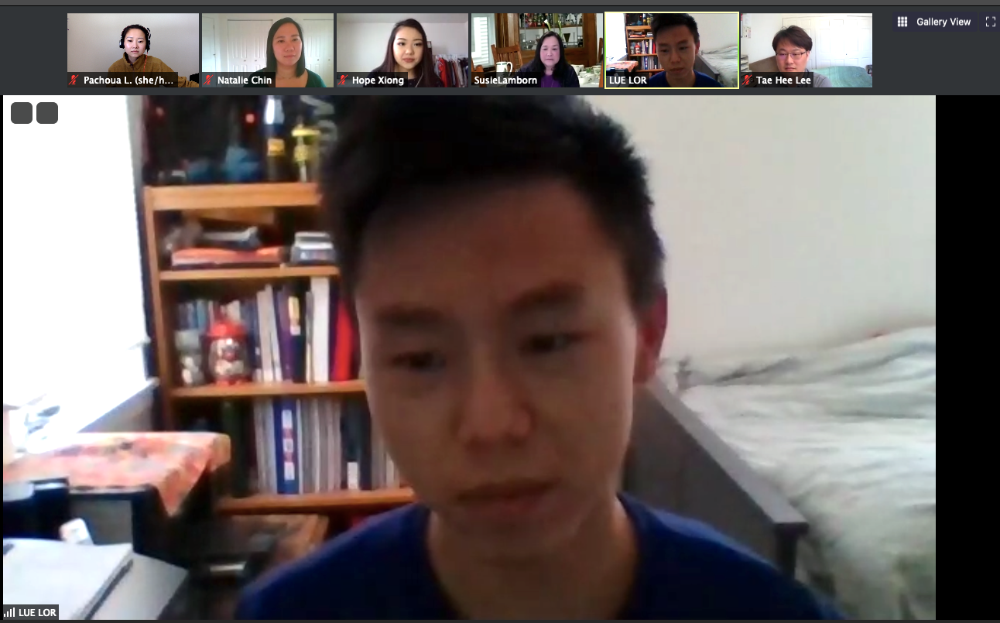 Gallery View
Pachoua L. (she/h...
Natalie Chin
Hope Xiong
SusieLamborn
LUE LOR
Tae Hee Lee
LUE LOR